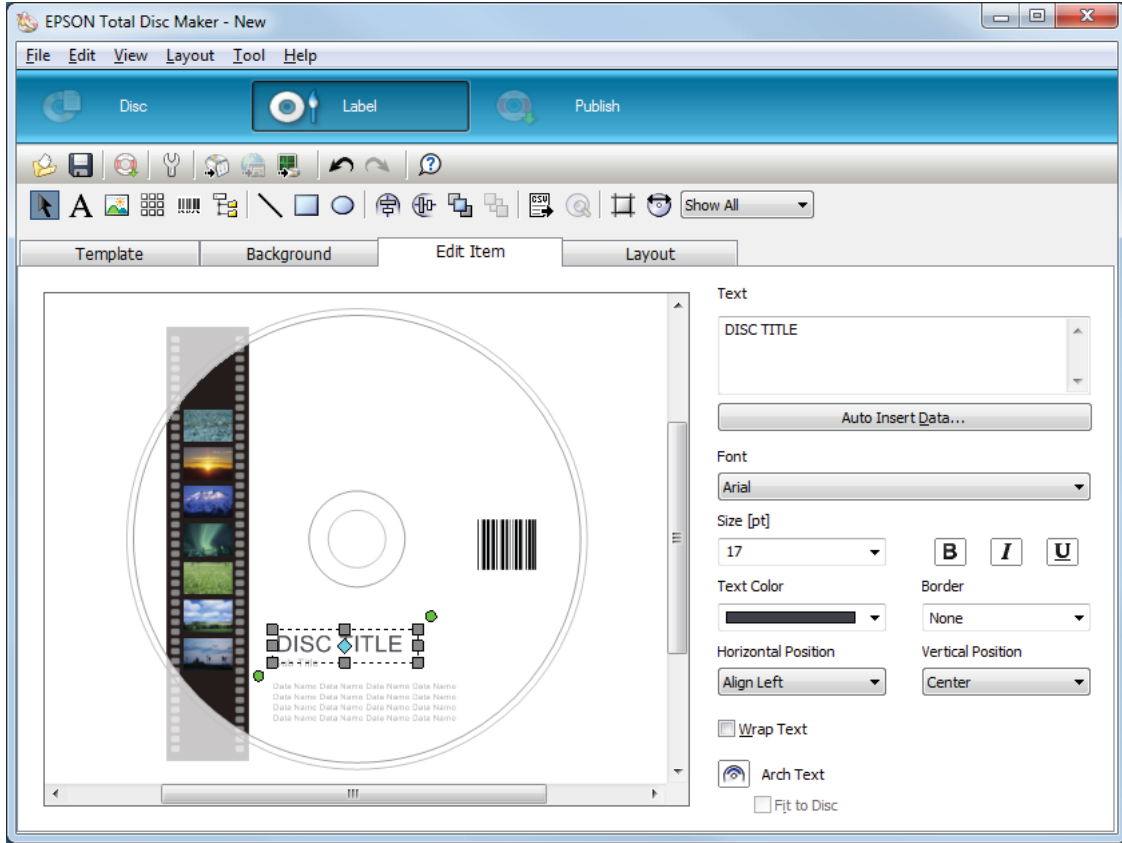 EPSON Total Disc Maker - New
File Edit View Layout Tool Help
Disc Label Publish
A CSV Show All
Template Background Edit Item Layout
Text
DISC TITLE
Auto Insert Data...
Font
Arial
Size [pt]
17 B I U
Text Color Border
None
Horizontal Position Vertical Position
Align Left Center
Wrap Text
Arch Text
Fit to Disc
DISC TITLE
Title
Data Name Data Name Data Name Data Name
Data Name Data Name Data Name Data Name
Data Name Data Name Data Name Data Name
Data Name Data Name Data Name Data Name